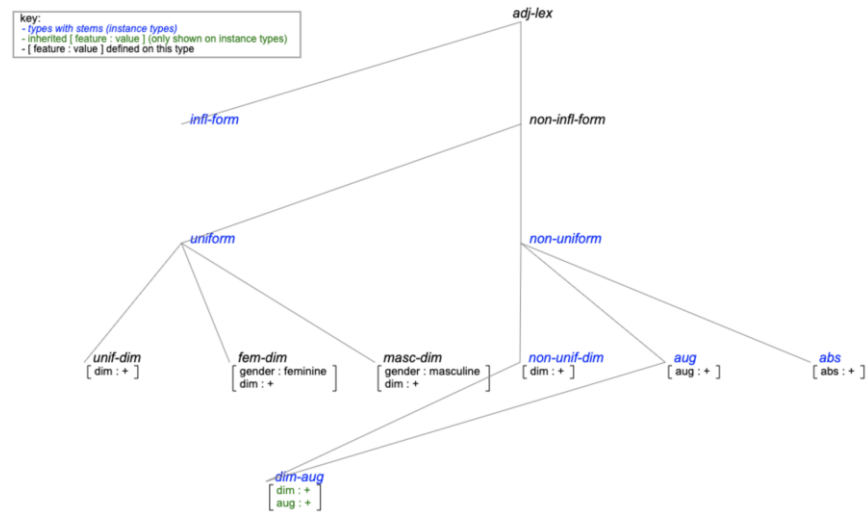 key:
- types with stems (instance types)
- inherited [ feature : value ] (only shown on instance types)
- [ feature : value ] defined on this type
adj-lex
infl-form
non-infl-form
uniform
non-uniform
unif-dim
[ dim : + ]
fem-dim
gender : feminine
dim : +
masc-dim
gender : masculine
dim : +
non-unif-dim
[ dim : + ]
aug
[ aug : + ]
abs
[ abs : + ]
dim-aug
dim : +
aug : +